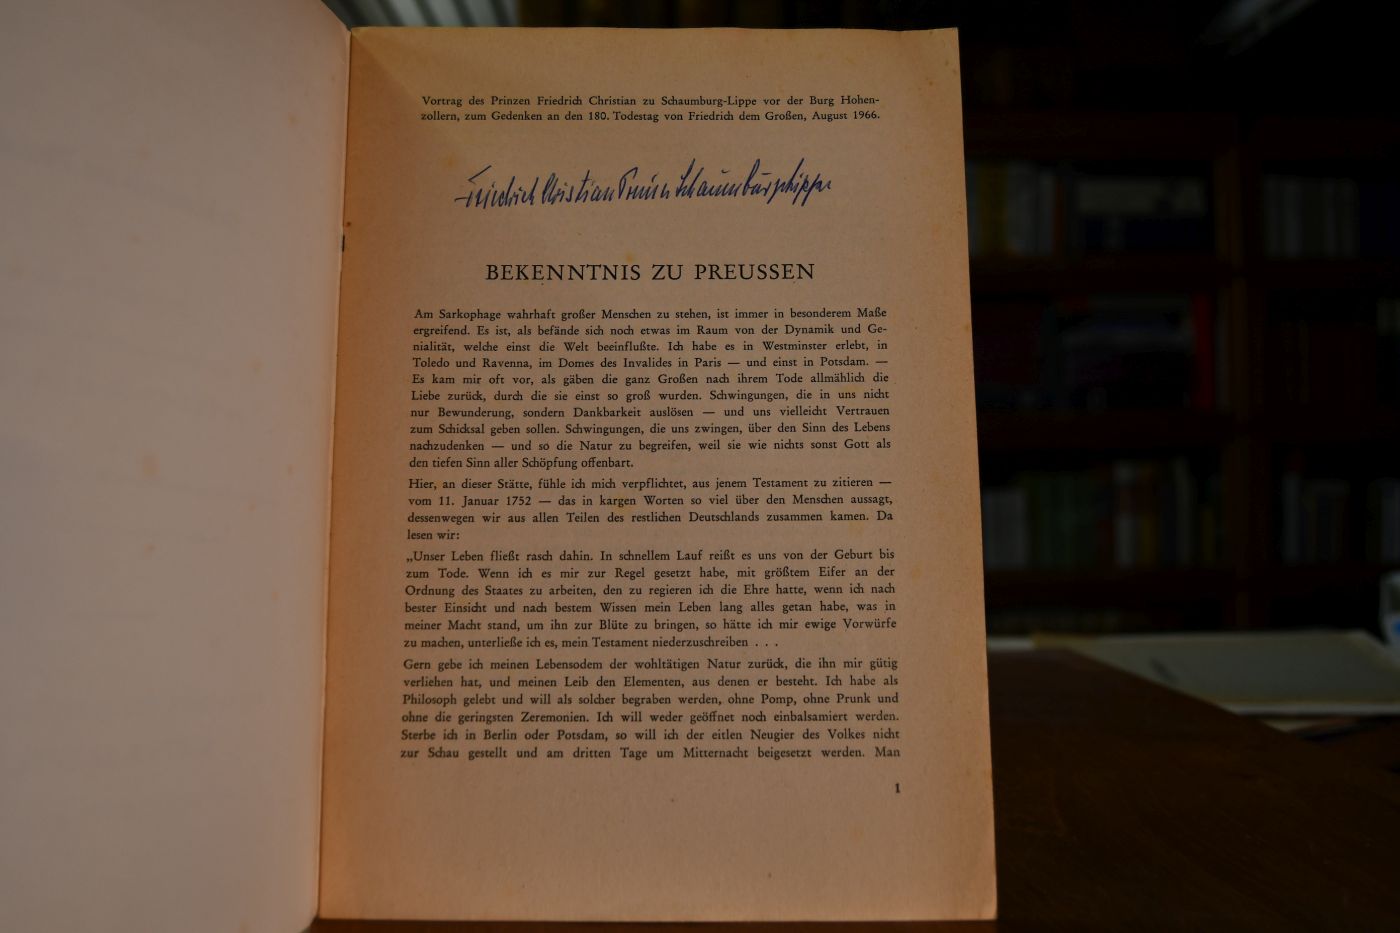 Vortrag des Prinzen Friedrich Christian zu Schaumburg-Lippe vor der Burg Hohen-
zollern, zum Gedenken an den 180. Todestag von Friedrich dem Großen, August 1966.
Friedrich Christian Prinz zu Schaumburg-Lippe
BEKENNTNIS ZU PREUSSEN
Am Sarkophage wahrhaft großer Menschen zu stehen, ist immer in besonderem Maße
ergreifend. Es ist, als befände sich noch etwas im Raum von der Dynamik und Ge-
nialität, welche einst die Welt beeinflußte. Ich habe es in Westminster erlebt, in
Toledo und Ravenna, im Domes des Invalides in Paris — und einst in Potsdam. —
Es kam mir oft vor, als gäben die ganz Großen nach ihrem Tode allmählich die
Liebe zurück, durch die sie einst so groß wurden. Schwingungen, die in uns nicht
nur Bewunderung, sondern Dankbarkeit auslösen — und uns vielleicht Vertrauen
zum Schicksal geben sollen. Schwingungen, die uns zwingen, über den Sinn des Lebens
nachzudenken — und so die Natur zu begreifen, weil sie wie nichts sonst Gott als
den tiefen Sinn aller Schöpfung offenbart.
Hier, an dieser Stätte, fühle ich mich verpflichtet, aus jenem Testament zu zitieren —
vom 11. Januar 1752 — das in kargen Worten so viel über den Menschen aussagt,
dessenwegen wir aus allen Teilen des restlichen Deutschlands zusammen kamen. Da
lesen wir:
„Unser Leben fließt rasch dahin. In schnellem Lauf reißt es uns von der Geburt bis
zum Tode. Wenn ich es mir zur Regel gesetzt habe, mit größtem Eifer an der
Ordnung des Staates zu arbeiten, den zu regieren ich die Ehre hatte, wenn ich nach
bester Einsicht und nach bestem Wissen mein Leben lang alles getan habe, was in
meiner Macht stand, um ihn zur Blüte zu bringen, so hätte ich mir ewige Vorwürfe
zu machen, unterließe ich es, mein Testament niederzuschreiben . . .
Gern gebe ich meinen Lebensodem der wohltätigen Natur zurück, die ihn mir gütig
verliehen hat, und meinen Leib den Elementen, aus denen er besteht. Ich habe als
Philosoph gelebt und will als solcher begraben werden, ohne Pomp, ohne Prunk und
ohne die geringsten Zeremonien. Ich will weder geöffnet noch einbalsamiert werden.
Sterbe ich in Berlin oder Potsdam, so will ich der eitlen Neugier des Volkes nicht
zur Schau gestellt und am dritten Tage um Mitternacht beigesetzt werden. Man
1